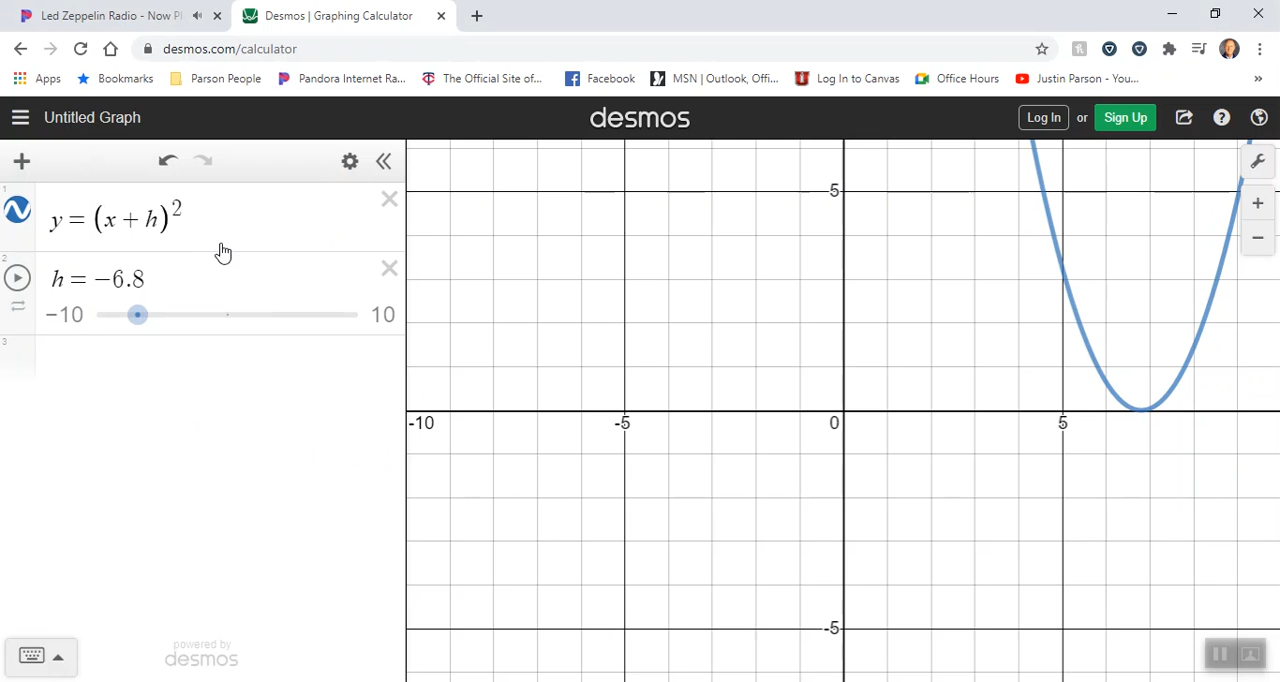 Led Zeppelin Radio - Now Pl
Desmos | Graphing Calculator
desmos.com/calculator
Apps
Bookmarks
Parson People
Pandora Internet Ra...
The Official Site of...
Facebook
MSN | Outlook, Offi...
Log In to Canvas
Office Hours
Justin Parson - You...
»
Untitled Graph
desmos
Log In
or
Sign Up
1
y = (x + h)²
2
h = −6.8
−10
10
3
powered by
desmos
5
-10
-5
0
5
-5